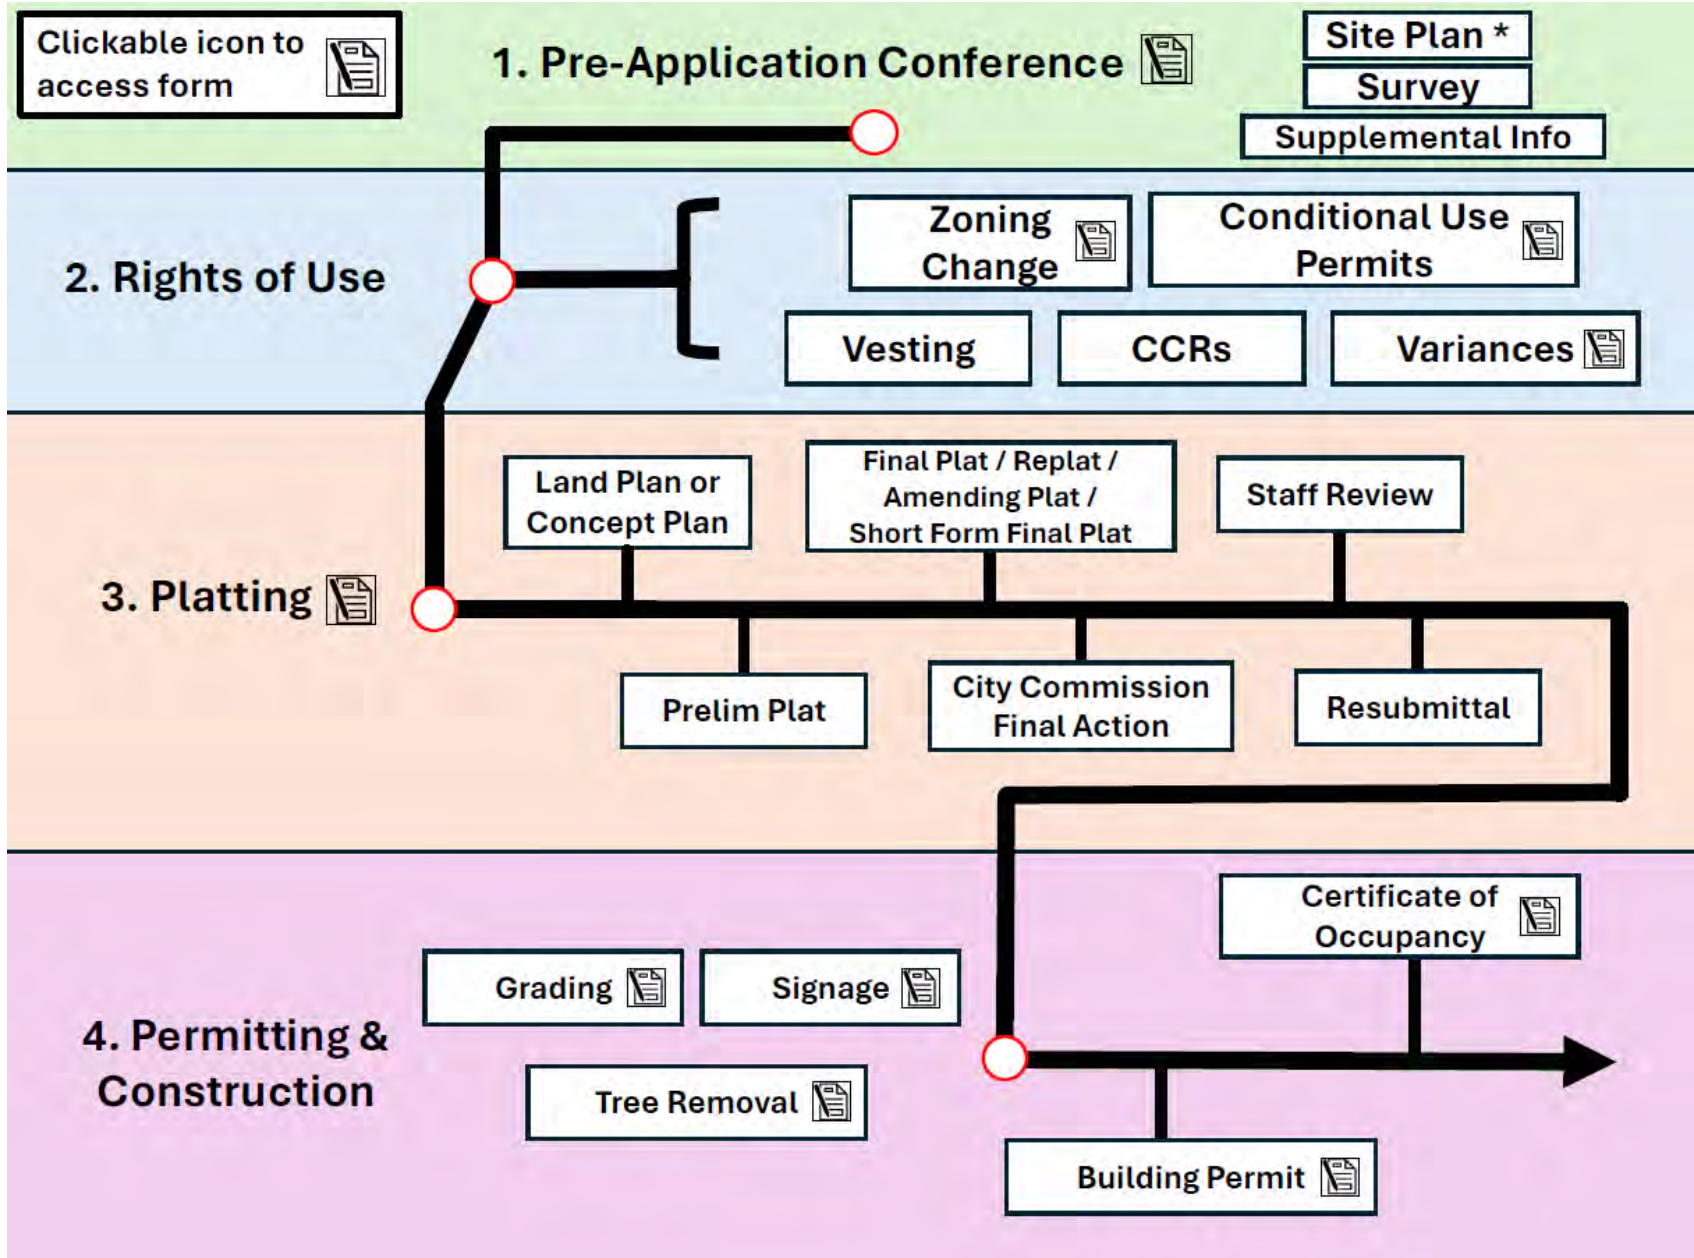 Clickable icon to
access form
1. Pre-Application Conference
Site Plan *
Survey
Supplemental Info
2. Rights of Use
Zoning
Change
Conditional Use
Permits
Vesting
CCRs
Variances
3. Platting
Land Plan or
Concept Plan
Final Plat / Replat /
Amending Plat /
Short Form Final Plat
Staff Review
Prelim Plat
City Commission
Final Action
Resubmittal
4. Permitting &
Construction
Grading
Signage
Tree Removal
Certificate of
Occupancy
Building Permit